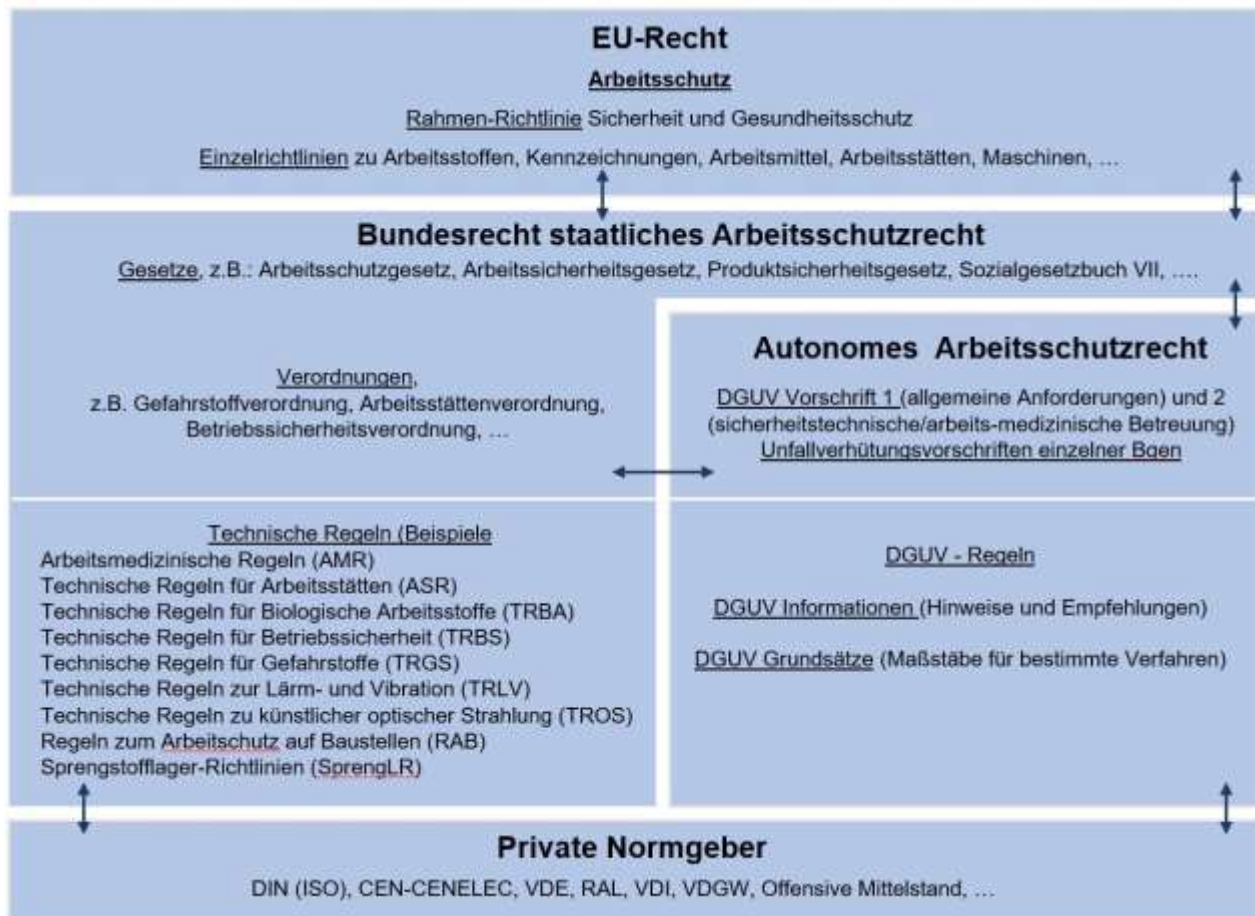 EU-Recht
Arbeitsschutz
Rahmen-Richtlinie Sicherheit und Gesundheitsschutz
Einzelrichtlinien zu Arbeitsstoffen, Kennzeichnungen, Arbeitsmittel, Arbeitsstätten, Maschinen, …
Bundesrecht staatliches Arbeitsschutzrecht
Gesetze, z.B.: Arbeitsschutzgesetz, Arbeitssicherheitsgesetz, Produktsicherheitsgesetz, Sozialgesetzbuch VII, ….
Verordnungen,
z.B. Gefahrstoffverordnung, Arbeitsstättenverordnung,
Betriebssicherheitsverordnung, …
Autonomes Arbeitsschutzrecht
DGUV Vorschrift 1 (allgemeine Anforderungen) und 2
(sicherheitstechnische/arbeits-medizinische Betreuung)
Unfallverhütungsvorschriften einzelner Bgen
Technische Regeln (Beispiele
Arbeitsmedizinische Regeln (AMR)
Technische Regeln für Arbeitsstätten (ASR)
Technische Regeln für Biologische Arbeitsstoffe (TRBA)
Technische Regeln für Betriebssicherheit (TRBS)
Technische Regeln für Gefahrstoffe (TRGS)
Technische Regeln zur Lärm- und Vibration (TRLV)
Technische Regeln zu künstlicher optischer Strahlung (TROS)
Regeln zum Arbeitschutz auf Baustellen (RAB)
Sprengstofflager-Richtlinien (SprengLR)
DGUV - Regeln
DGUV Informationen (Hinweise und Empfehlungen)
DGUV Grundsätze (Maßstäbe für bestimmte Verfahren)
Private Normgeber
DIN (ISO), CEN-CENELEC, VDE, RAL, VDI, VDGW, Offensive Mittelstand, …